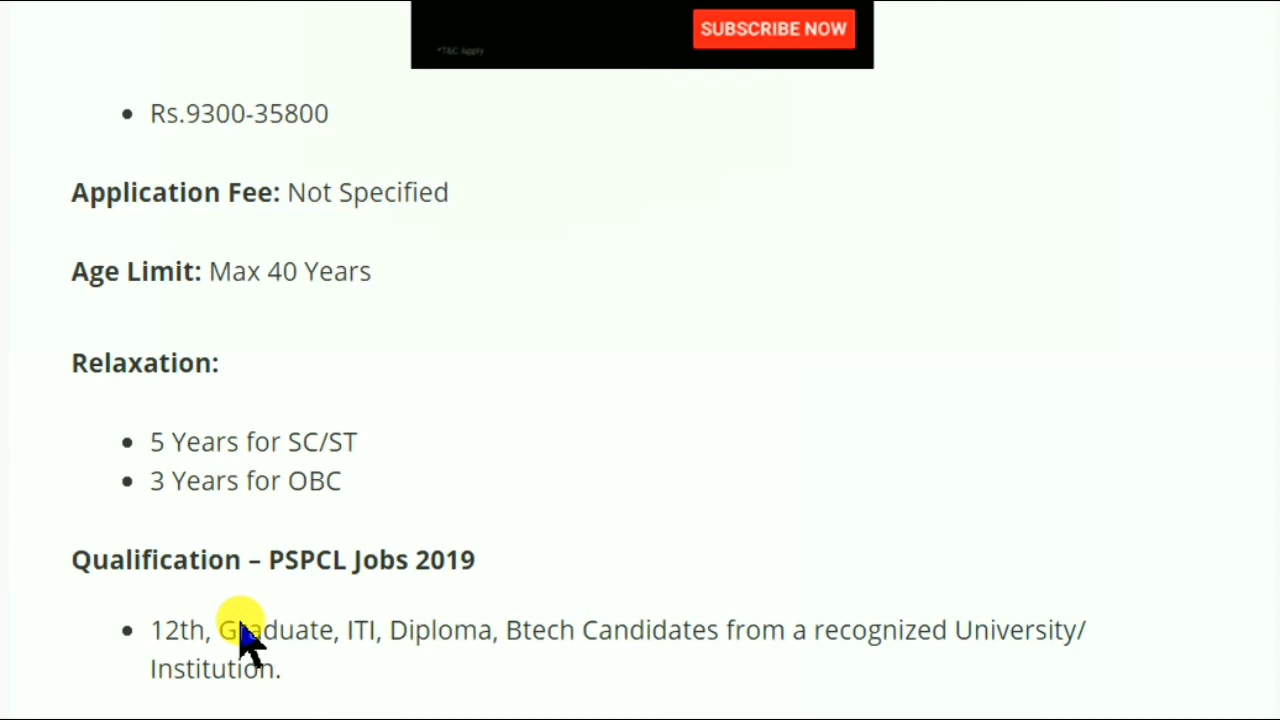 SUBSCRIBE NOW
*T&C Apply
• Rs.9300-35800
Application Fee: Not Specified
Age Limit: Max 40 Years
Relaxation:
• 5 Years for SC/ST
• 3 Years for OBC
Qualification – PSPCL Jobs 2019
• 12th, Graduate, ITI, Diploma, Btech Candidates from a recognized University/
Institution.